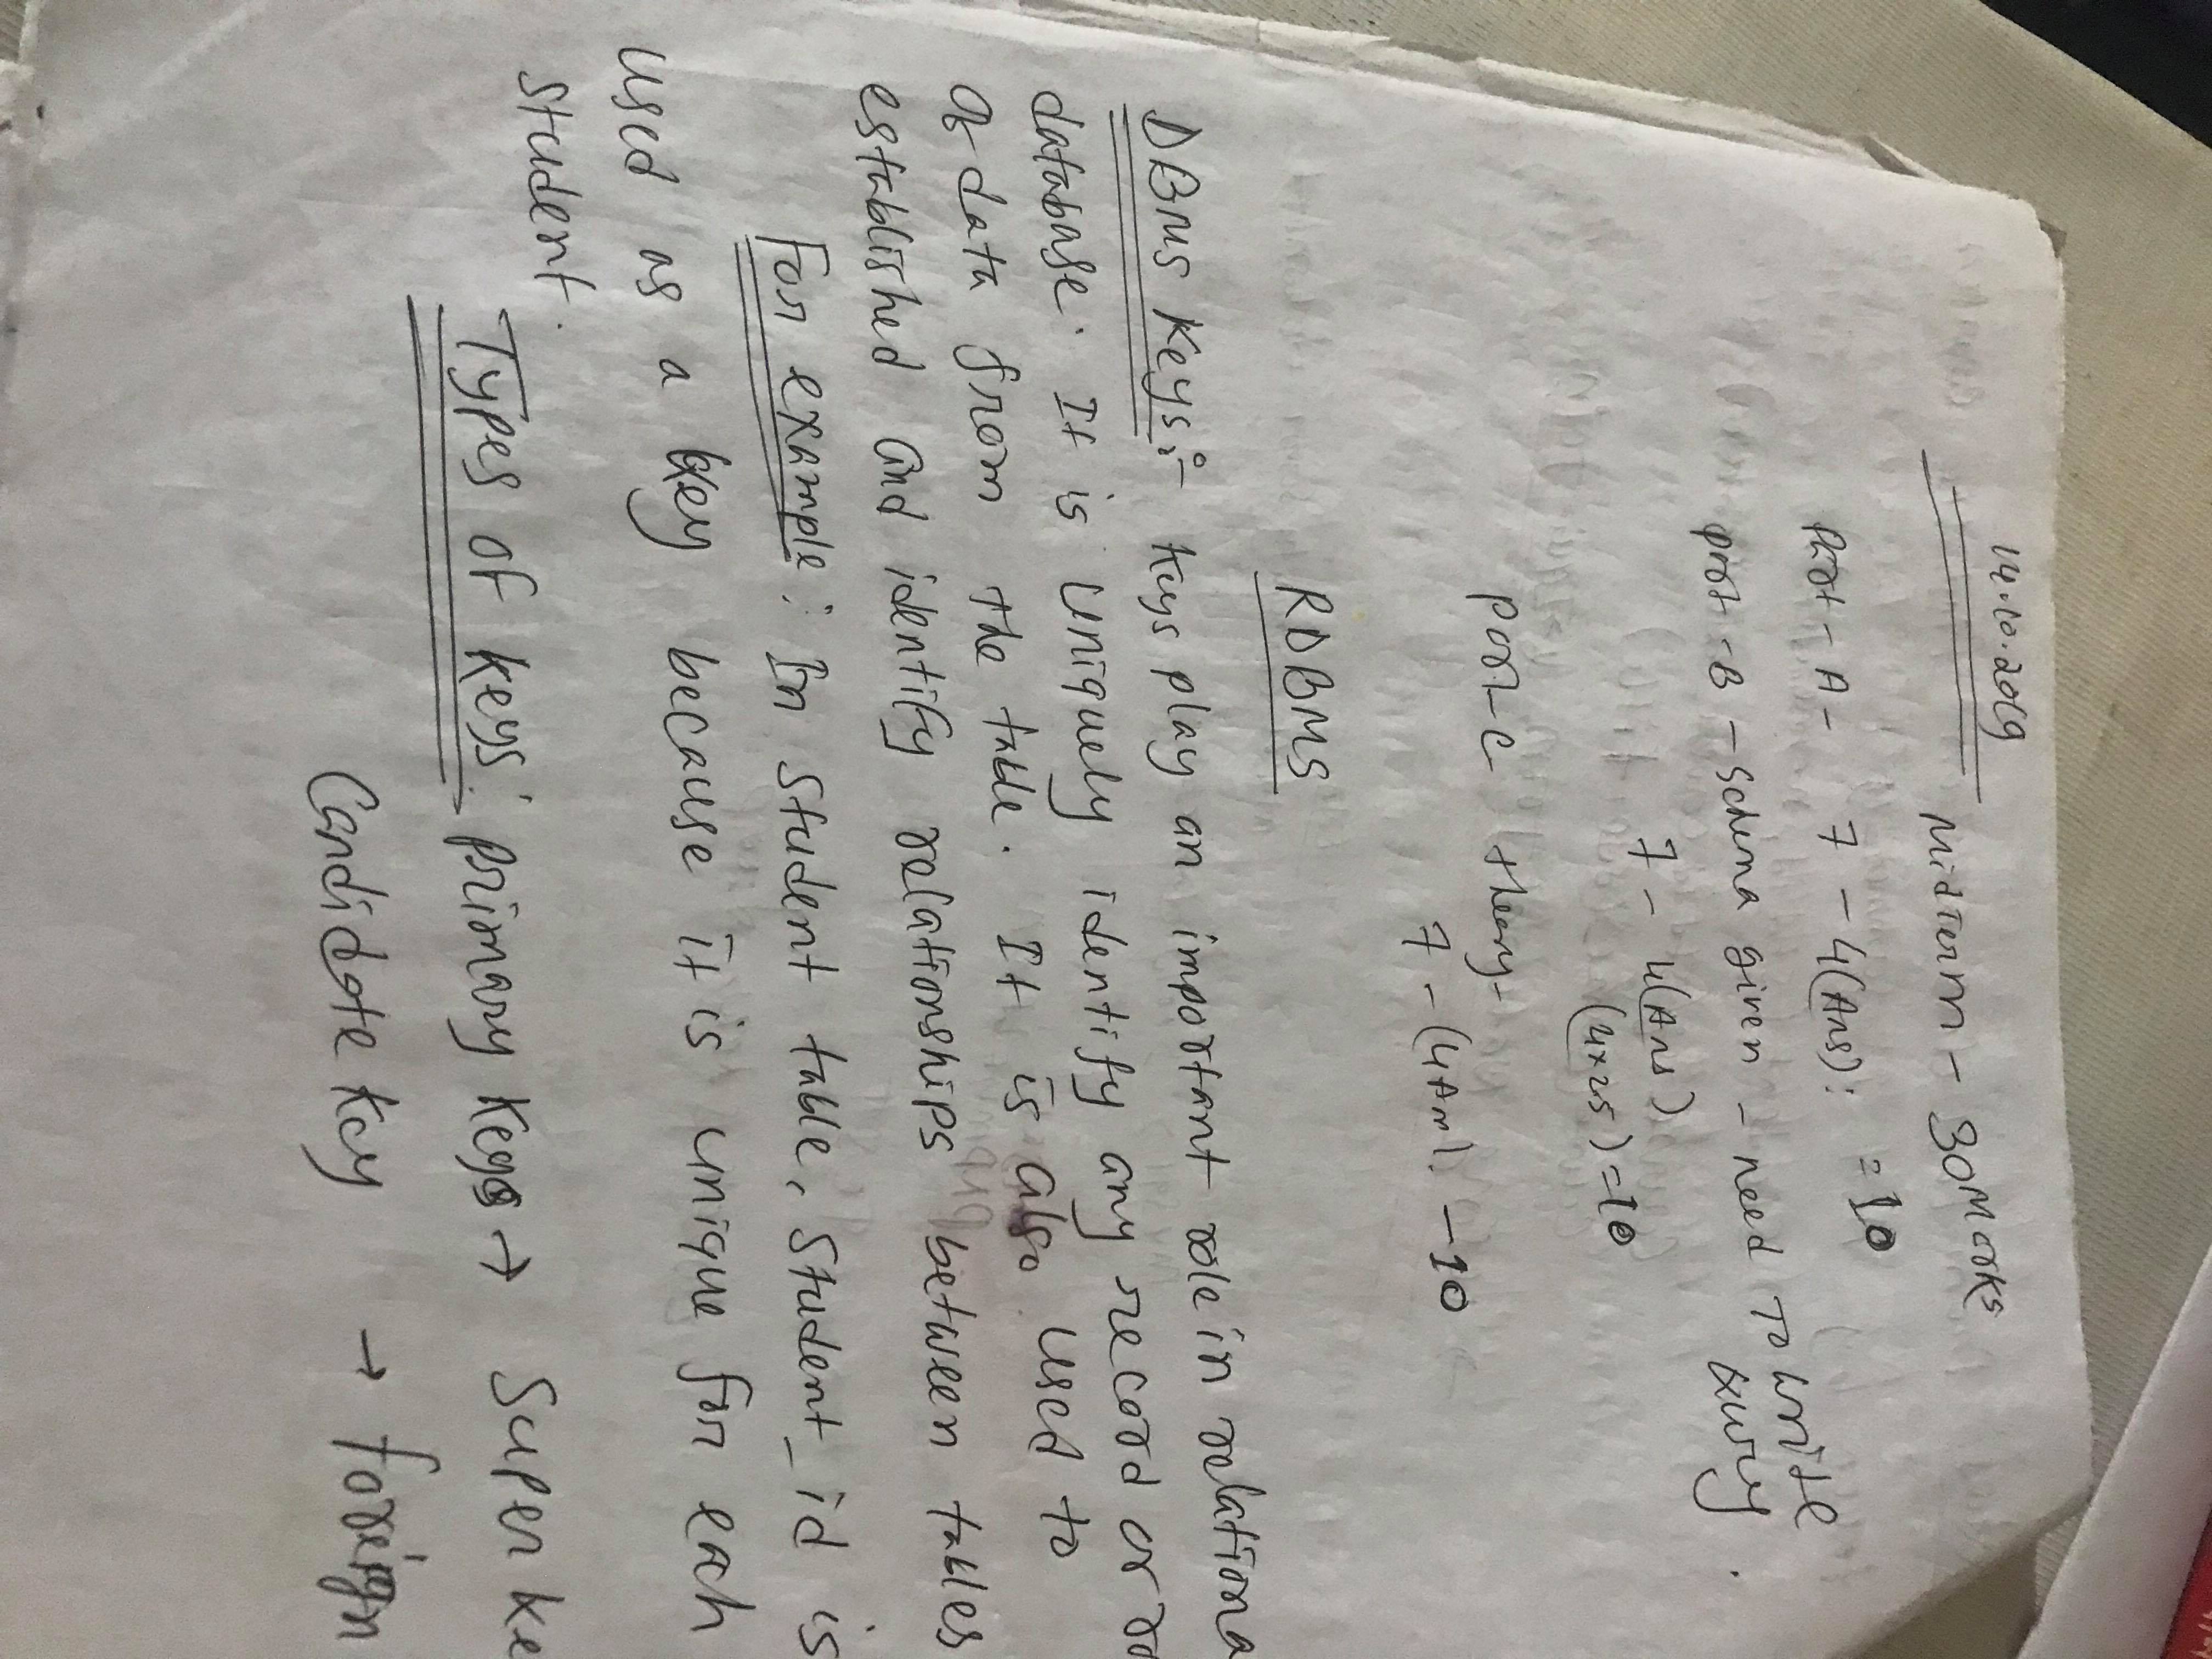 14.10.2019
Midterm - 30 Marks
Part - A - 7 - 4(Ans): = 10
Part - B - Schema given - need To write
7 - 4(Ans)
(4x2.5) = 10
Part - C theory -
7 - (4 Ans). - 10
RDBMS
DBMS Keys:- Keys play an important role in relationa
database. It is uniquely identify any record or ro
of data from the table. It is also used to
established and identify relationships between tables
For example: In Student table, Student_id is
used as a key because it is unique for each
student.
Types of keys: Primary Keys → Super Ke
Candidate Key → foreign